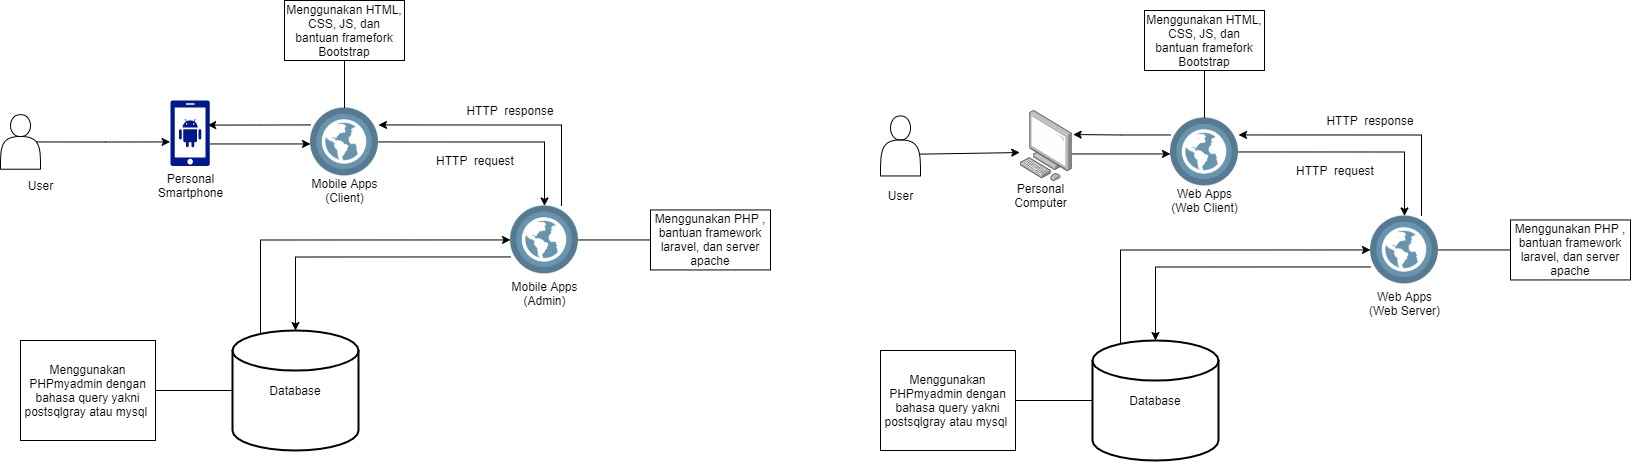 Menggunakan HTML,
CSS, JS, dan
bantuan framefork
Bootstrap
HTTP  response
HTTP  request
User
Personal
Smartphone
Mobile Apps
(Client)
Menggunakan PHP ,
bantuan framework
laravel, dan server
apache
Mobile Apps
(Admin)
Menggunakan
PHPmyadmin dengan
bahasa query yakni
postsqlgray atau mysql
Database
Menggunakan HTML,
CSS, JS, dan
bantuan framefork
Bootstrap
HTTP  response
HTTP  request
User
Personal
Computer
Web Apps
(Web Client)
Menggunakan PHP ,
bantuan framework
laravel, dan server
apache
Web Apps
(Web Server)
Menggunakan
PHPmyadmin dengan
bahasa query yakni
postsqlgray atau mysql
Database